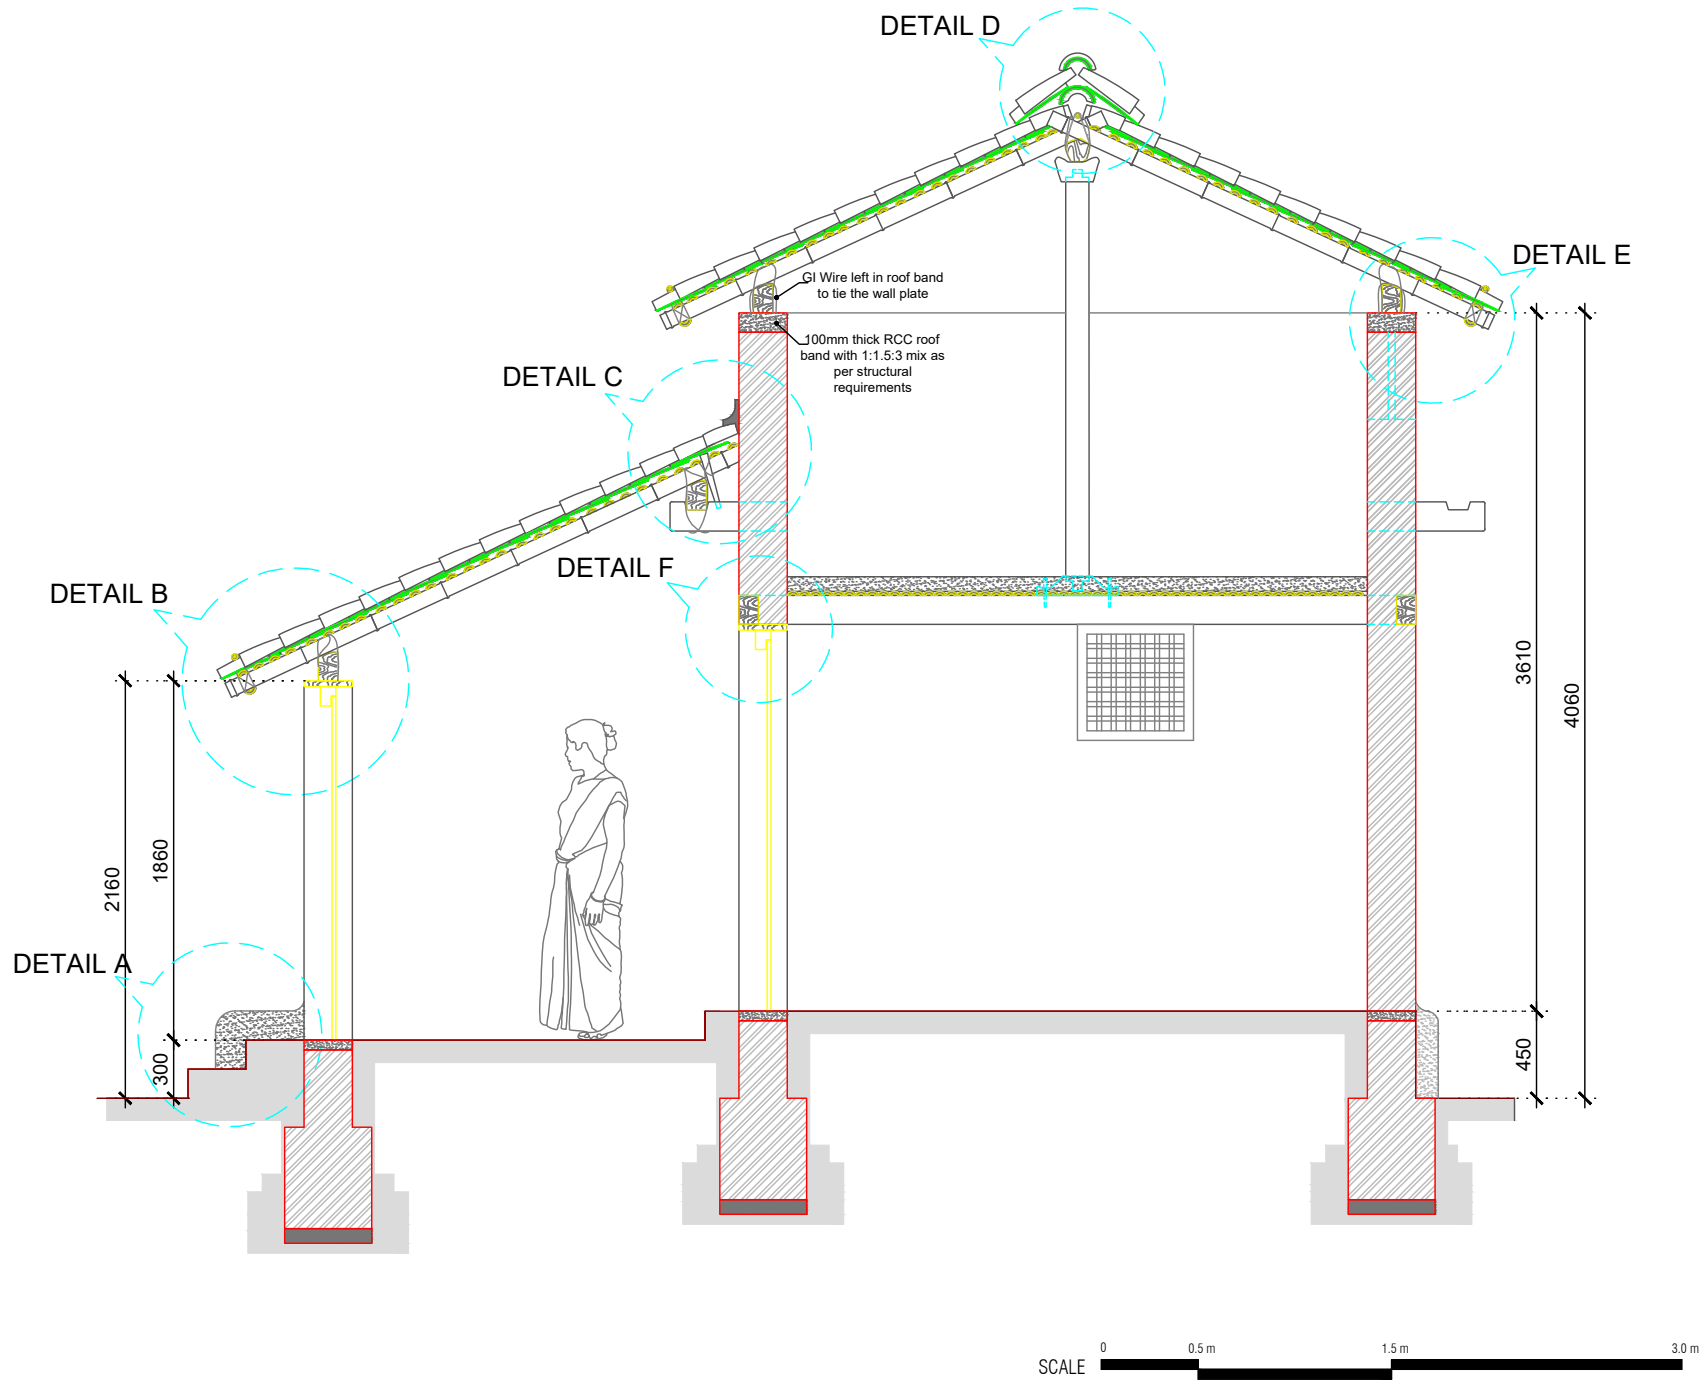 DETAIL D
DETAIL E
GI Wire left in roof band
to tie the wall plate
100mm thick RCC roof
band with 1:1.5:3 mix as
per structural
requirements
DETAIL C
DETAIL F
DETAIL B
3610
4060
1860
2160
DETAIL A
300
450
0
0.5 m
1.5 m
3.0 m
SCALE